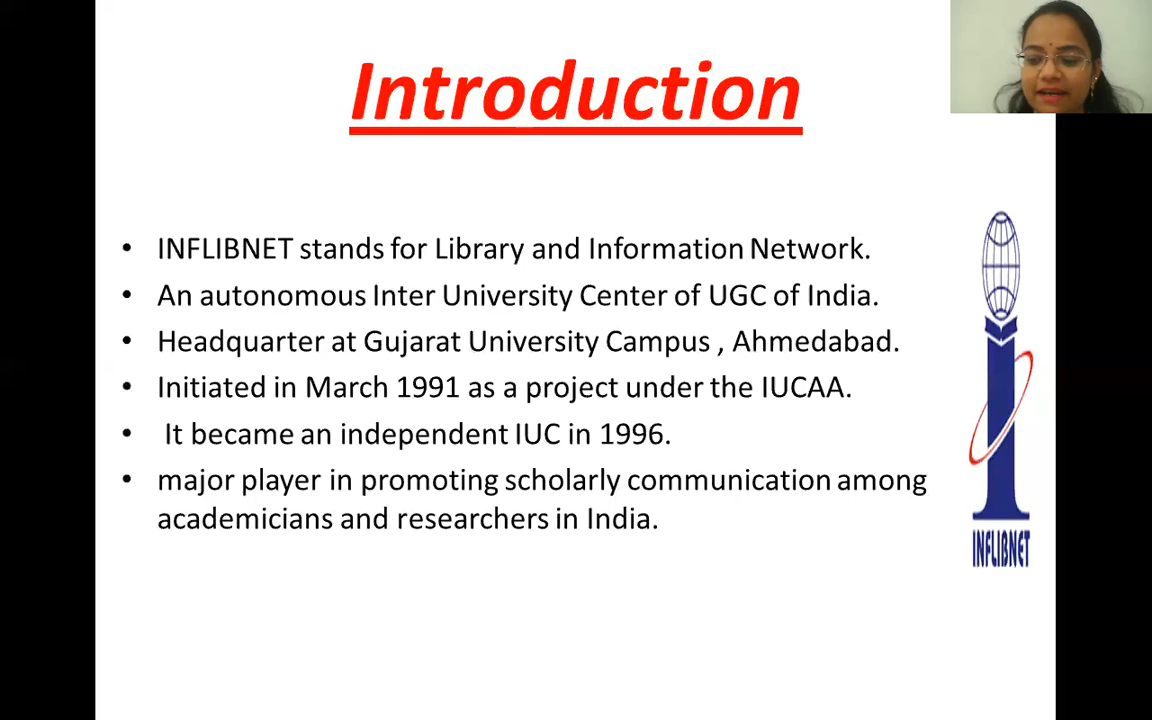 Introduction
• INFLIBNET stands for Library and Information Network.
• An autonomous Inter University Center of UGC of India.
• Headquarter at Gujarat University Campus , Ahmedabad.
• Initiated in March 1991 as a project under the IUCAA.
• It became an independent IUC in 1996.
• major player in promoting scholarly communication among
academicians and researchers in India.
INFLIBNET